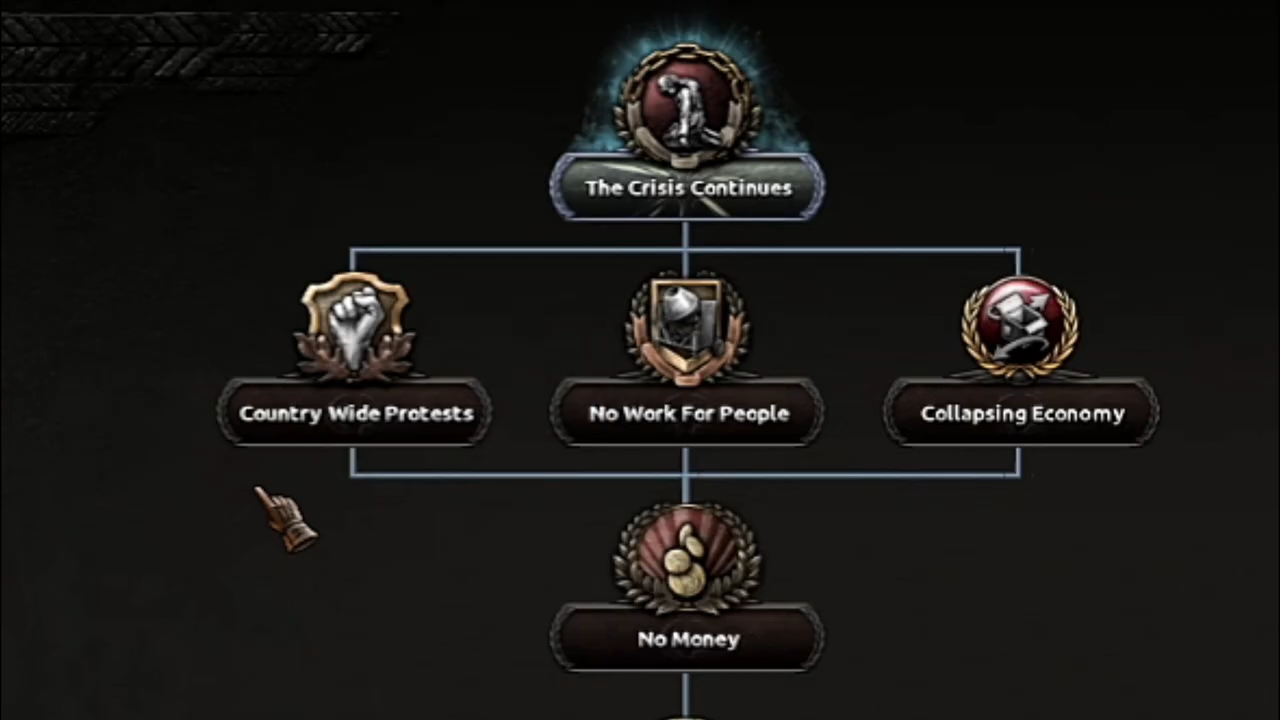 The Crisis Continues
Country Wide Protests
No Work For People
Collapsing Economy
No Money